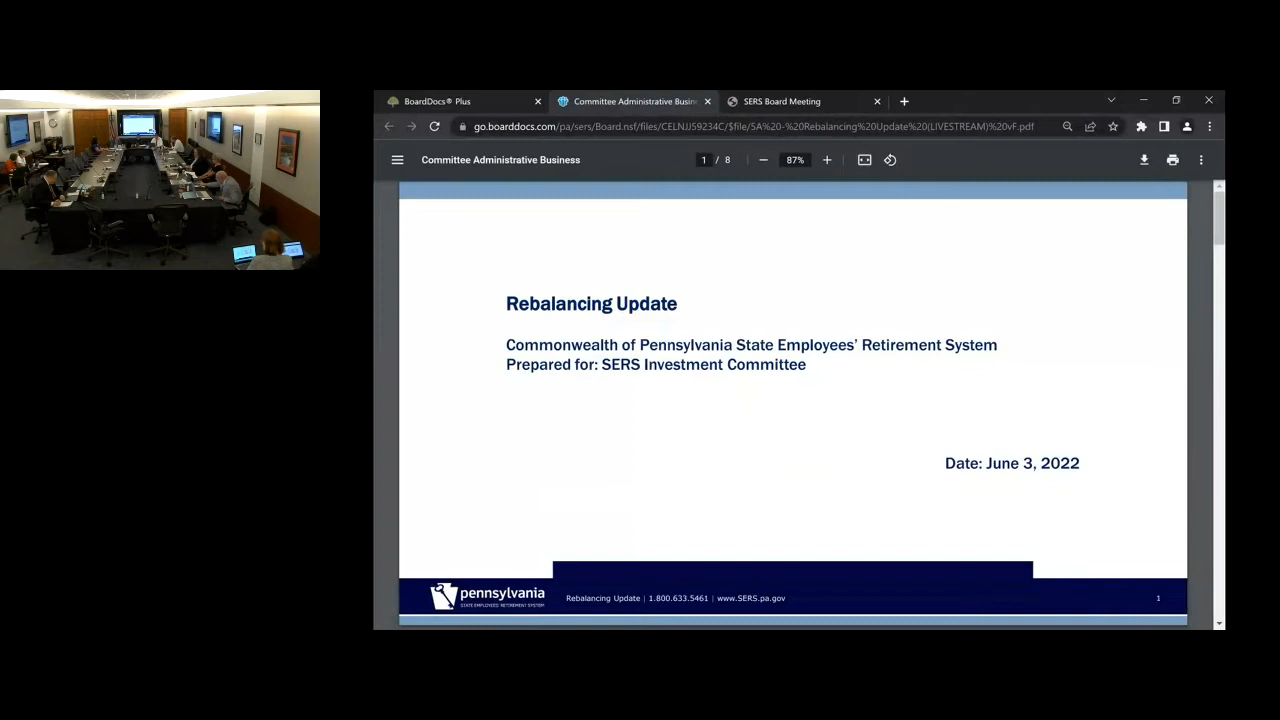 BoardDocs® Plus
Committee Administrative Busin
SERS Board Meeting
go.boarddocs.com/pa/sers/Board.nsf/files/CELNJJ59234C/$file/5A%20-%20Rebalancing%20Update%20(LIVESTREAM)%20vF.pdf
Committee Administrative Business
1 / 8
87%
Rebalancing Update
Commonwealth of Pennsylvania State Employees’ Retirement System
Prepared for: SERS Investment Committee
Date: June 3, 2022
pennsylvania
STATE EMPLOYEES' RETIREMENT SYSTEM
Rebalancing Update | 1.800.633.5461 | www.SERS.pa.gov
1